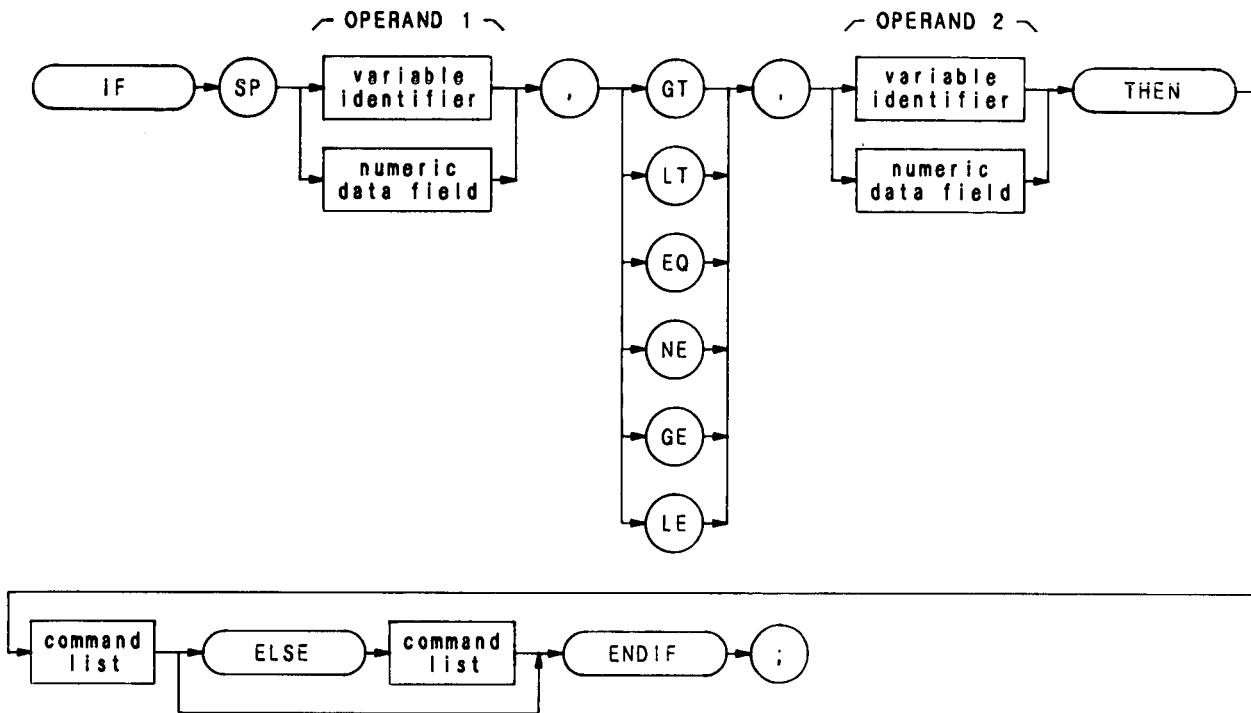 OPERAND 1
OPERAND 2
IF
SP
variable
identifier
numeric
data field
,
GT
LT
EQ
NE
GE
LE
,
variable
identifier
numeric
data field
THEN
command
list
ELSE
command
list
ENDIF
;